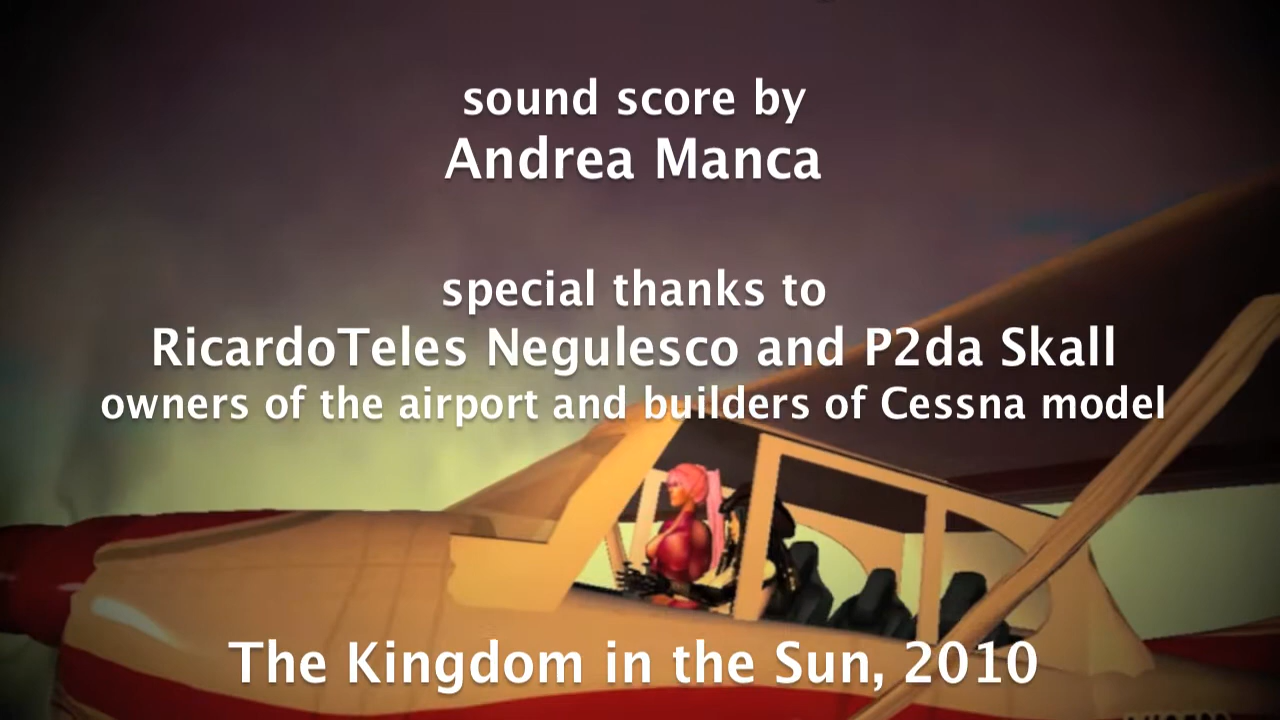 sound score by
Andrea Manca
special thanks to
RicardoTeles Negulesco and P2da Skall
owners of the airport and builders of Cessna model
The Kingdom in the Sun, 2010